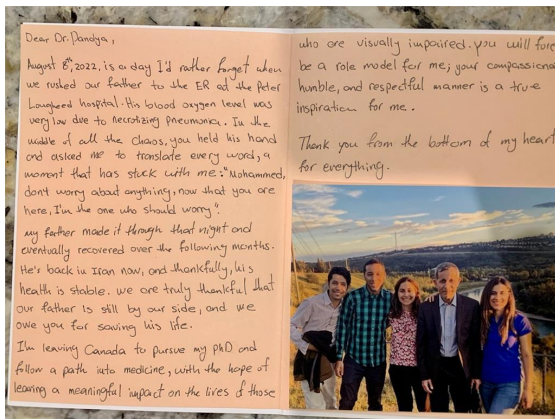 Dear Dr. Pandya,
August 8th, 2022, is a day I'd rather forget when
we rushed our father to the ER at the Peter
Lougheed hospital. His blood oxygen level was
very low due to necrotizing pneumonia. In the
middle of all the chaos, you held his hand
and asked me to translate every word, a
moment that has stuck with me: "Mohammed,
don't worry about anything, now that you are
here, I'm the one who should worry".
My father made it through that night and
eventually recovered over the following months.
He's back in Iran now, and thankfully, his
health is stable. we are truly thankful that
our father is still by our side, and we
owe you for saving his life.
I'm leaving Canada to pursue my phD and
follow a path into medicine, with the hope of
leaving a meaningful impact on the lives of those
who are visually impaired. you will fore
be a role model for me; your compassiona
humble, and respectful manner is a true
inspiration for me.
Thank you from the bottom of my heart
for everything.